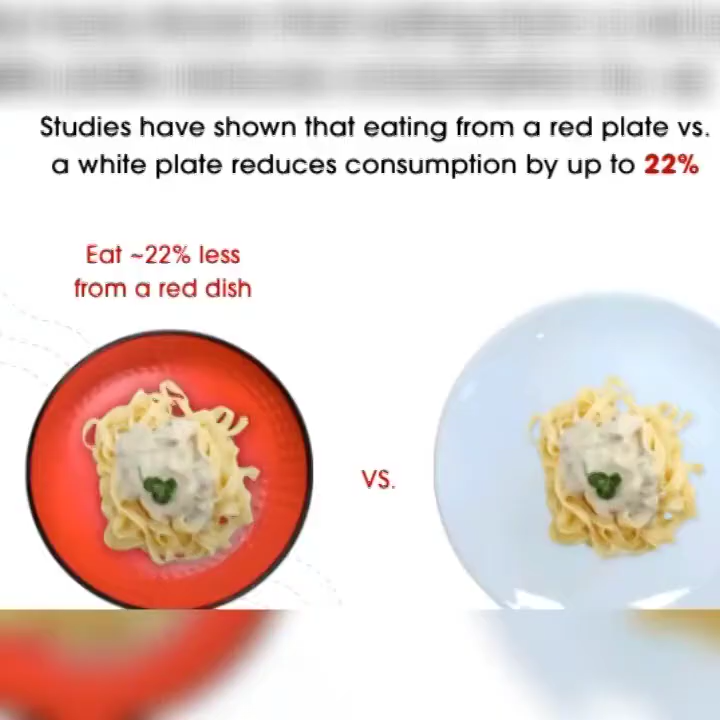 Studies have shown that eating from a red plate vs.
a white plate reduces consumption by up to 22%
Eat ~22% less
from a red dish
vs.